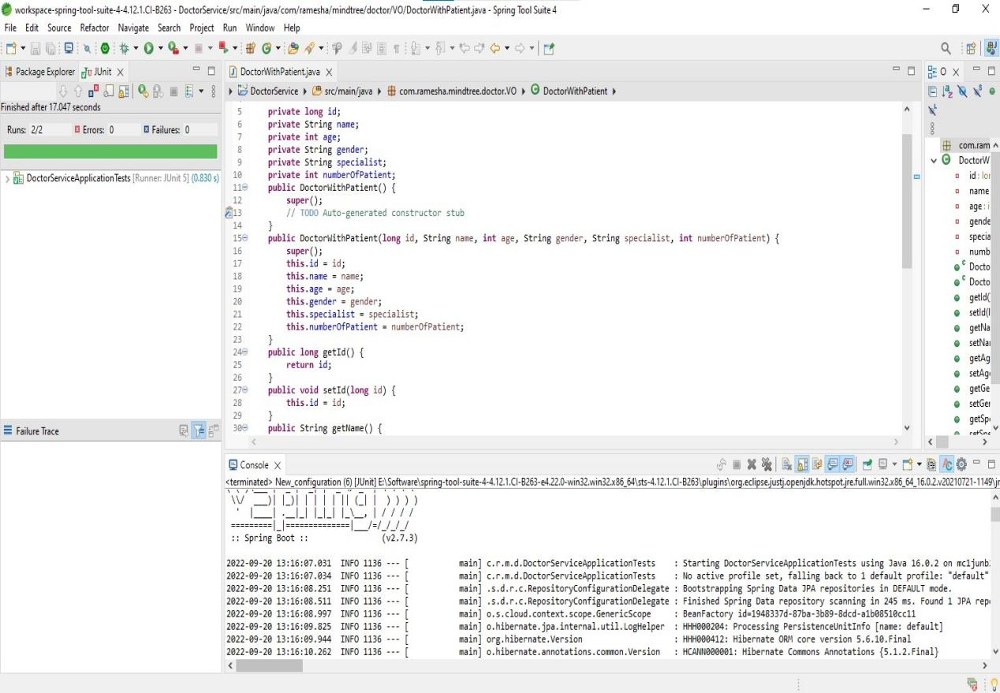 workspace-spring-tool-suite-4-4.12.1.CI-B263 - DoctorService/src/main/java/com/ramesha/mindtree/doctor/VO/DoctorWithPatient.java - Spring Tool Suite 4
File Edit Source Refactor Navigate Search Project Run Window Help
Package Explorer JUnit
Finished after 17.047 seconds
Runs: 2/2 Errors: 0 Failures: 0
DoctorServiceApplicationTests [Runner: JUnit 5] (0.830 s)
Failure Trace
DoctorWithPatient.java
DoctorService src/main/java com.ramesha.mindtree.doctor.VO DoctorWithPatient
5 private long id;
6 private String name;
7 private int age;
8 private String gender;
9 private String specialist;
10 private int numberOfPatient;
11 public DoctorWithPatient() {
12 super();
13 // TODO Auto-generated constructor stub
14 }
15 public DoctorWithPatient(long id, String name, int age, String gender, String specialist, int numberOfPatient) {
16 super();
17 this.id = id;
18 this.name = name;
19 this.age = age;
20 this.gender = gender;
21 this.specialist = specialist;
22 this.numberOfPatient = numberOfPatient;
23 }
24 public long getId() {
25 return id;
26 }
27 public void setId(long id) {
28 this.id = id;
29 }
30 public String getName() {
O
com.ram
DoctorW
id : lon
name
age : i
gende
specia
numb
Docto
Docto
getId(
setId(l
getNa
setNa
getAg
setAg
getGe
setGer
getSpe
Console
<terminated> New_configuration (6) [JUnit] E:\Software\spring-tool-suite-4-4.12.1.CI-B263-e4.22.0-win32.win32.x86_64\sts-4.12.1.CI-B263\plugins\org.eclipse.justj.openjdk.hotspot.jre.full.win32.x86_64_16.0.2.v20210721-1149\jr
:: Spring Boot :: (v2.7.3)
2022-09-20 13:16:07.031 INFO 1136 --- [ main] c.r.m.d.DoctorServiceApplicationTests : Starting DoctorServiceApplicationTests using Java 16.0.2 on mc1junb
2022-09-20 13:16:07.034 INFO 1136 --- [ main] c.r.m.d.DoctorServiceApplicationTests : No active profile set, falling back to 1 default profile: "default"
2022-09-20 13:16:08.251 INFO 1136 --- [ main] .s.d.r.c.RepositoryConfigurationDelegate : Bootstrapping Spring Data JPA repositories in DEFAULT mode.
2022-09-20 13:16:08.511 INFO 1136 --- [ main] .s.d.r.c.RepositoryConfigurationDelegate : Finished Spring Data repository scanning in 245 ms. Found 1 JPA repo
2022-09-20 13:16:08.997 INFO 1136 --- [ main] o.s.cloud.context.scope.GenericScope : BeanFactory id=1948337d-87ba-3b89-8dcd-a1b08510cc11
2022-09-20 13:16:09.825 INFO 1136 --- [ main] o.hibernate.jpa.internal.util.LogHelper : HHH000204: Processing PersistenceUnitInfo [name: default]
2022-09-20 13:16:09.944 INFO 1136 --- [ main] org.hibernate.Version : HHH000412: Hibernate ORM core version 5.6.10.Final
2022-09-20 13:16:10.262 INFO 1136 --- [ main] o.hibernate.annotations.common.Version : HCANN000001: Hibernate Commons Annotations {5.1.2.Final}